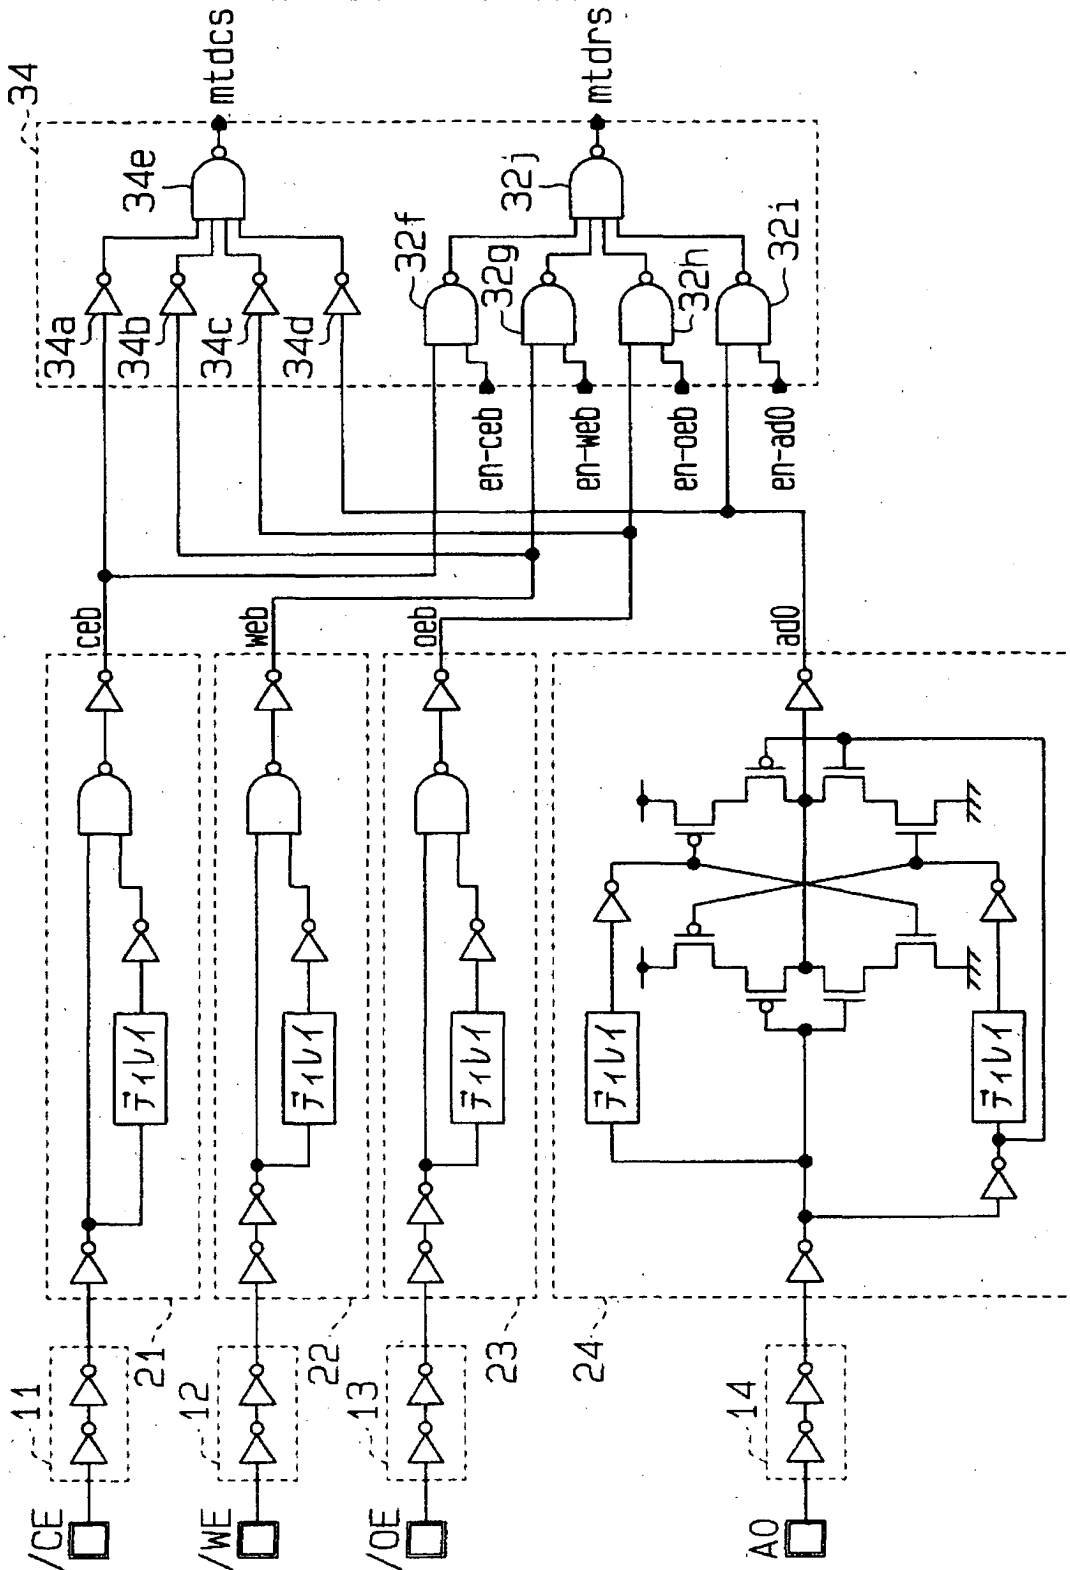 /CE
11
21
ディレイ
ceb
/WE
12
22
ディレイ
web
/OE
13
23
ディレイ
oeb
A0
14
24
ディレイ
ディレイ
ad0
34
34a
34b
34c
34d
34e
mtdcs
32f
32g
32h
32i
32j
mtdrs
en-ceb
en-web
en-oeb
en-ad0